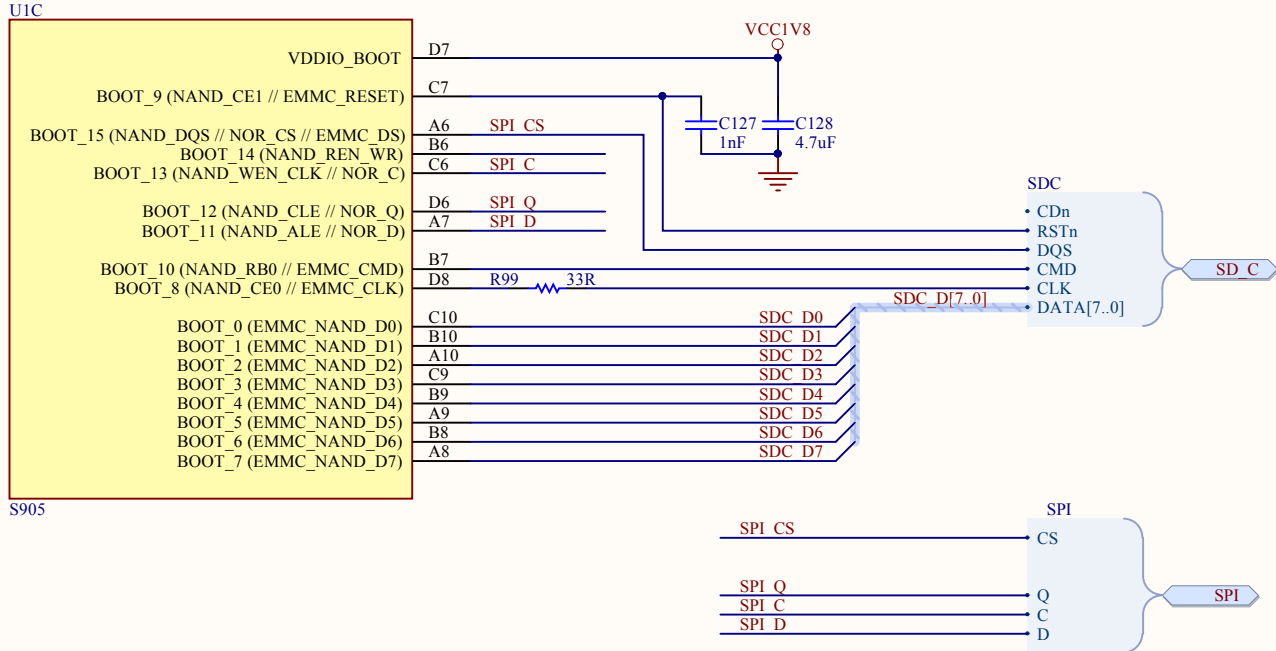 U1C
VCC1V8
VDDIO_BOOT D7
BOOT_9 (NAND_CE1 // EMMC_RESET) C7
C127 C128
1nF 4.7uF
BOOT_15 (NAND_DQS // NOR_CS // EMMC_DS) A6 SPI_CS
BOOT_14 (NAND_REN_WR) B6
BOOT_13 (NAND_WEN_CLK // NOR_C) C6 SPI_C
BOOT_12 (NAND_CLE // NOR_Q) D6 SPI_Q
BOOT_11 (NAND_ALE // NOR_D) A7 SPI_D
BOOT_10 (NAND_RB0 // EMMC_CMD) B7
BOOT_8 (NAND_CE0 // EMMC_CLK) D8 R99 33R
BOOT_0 (EMMC_NAND_D0) C10 SDC_D0
BOOT_1 (EMMC_NAND_D1) B10 SDC_D1
BOOT_2 (EMMC_NAND_D2) A10 SDC_D2
BOOT_3 (EMMC_NAND_D3) C9 SDC_D3
BOOT_4 (EMMC_NAND_D4) B9 SDC_D4
BOOT_5 (EMMC_NAND_D5) A9 SDC_D5
BOOT_6 (EMMC_NAND_D6) B8 SDC_D6
BOOT_7 (EMMC_NAND_D7) A8 SDC_D7
S905
SDC
CDn
RSTn
DQS
CMD
CLK
SDC_D[7..0] DATA[7..0]
SD_C
SPI
SPI_CS CS
SPI_Q Q
SPI_C C
SPI_D D
SPI